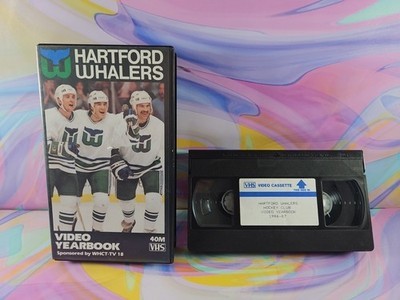 HARTFORD
WHALERS
VIDEO
YEARBOOK
Sponsored by WHCT-TV 18
40M
VHS
VHS VIDEO CASSETTE
HARTFORD WHALERS
HOCKEY CLUB
VIDEO YEARBOOK
1986-87